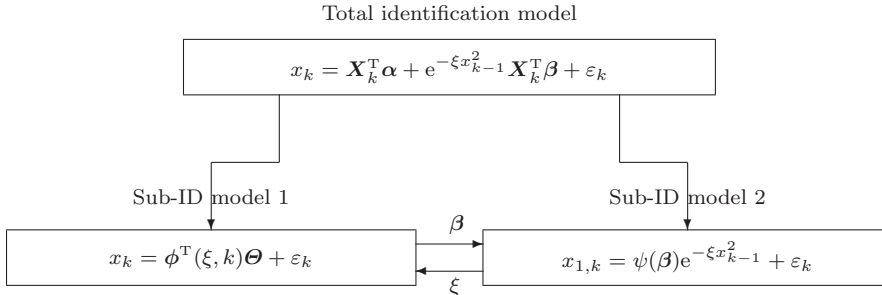 Total identification model
x_k = X_k^T α + e^{−ξx_{k−1}^2} X_k^T β + ε_k
Sub-ID model 1
Sub-ID model 2
x_k = ϕ^T(ξ, k)Θ + ε_k
β
ξ
x_{1,k} = ψ(β)e^{−ξx_{k−1}^2} + ε_k